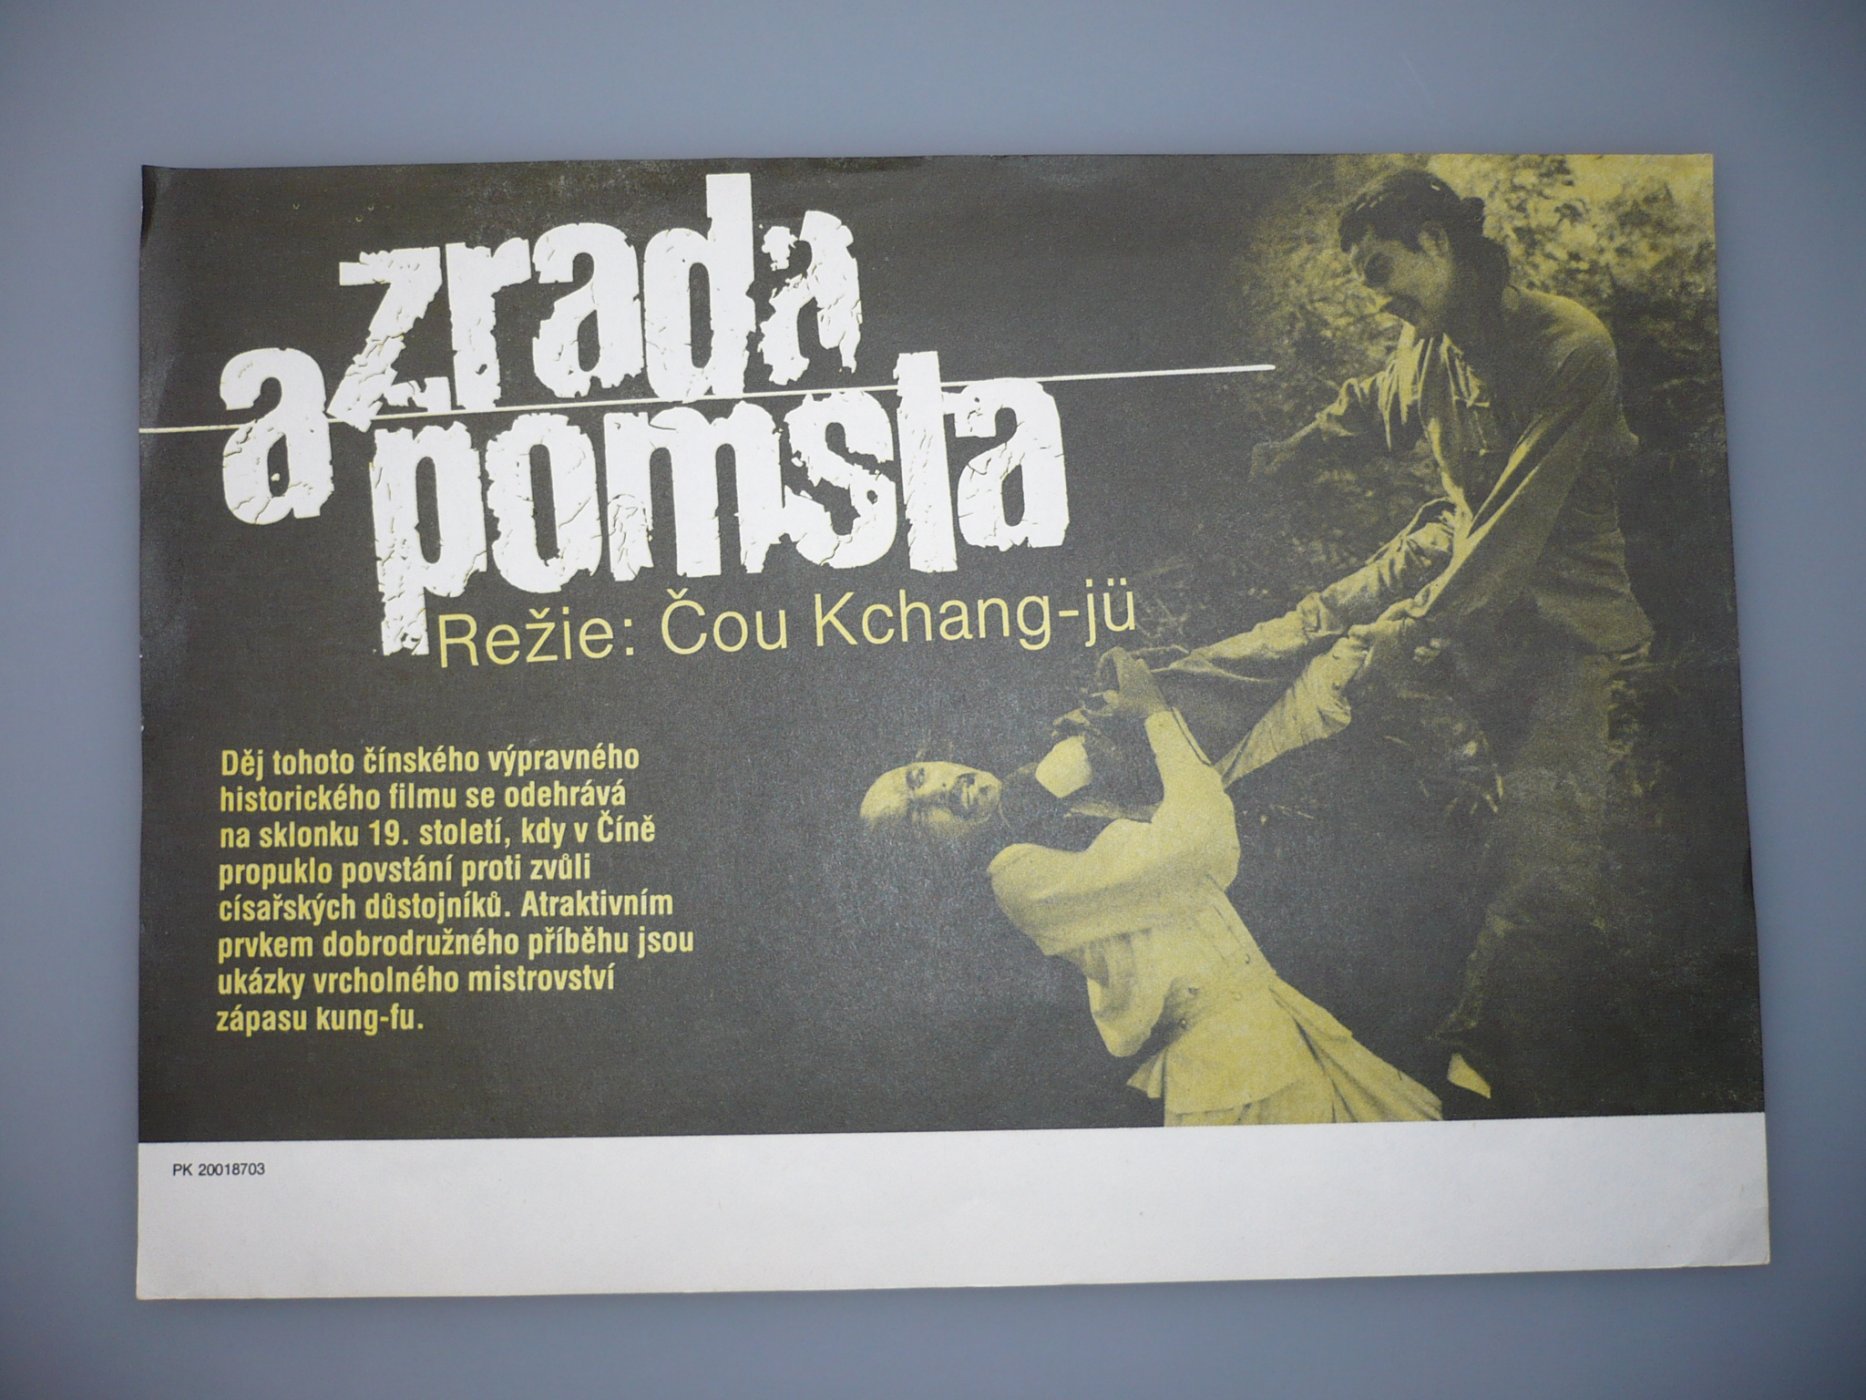 zrada
a pomsta
Režie: Čou Kchang-jü
Děj tohoto čínského výpravného
historického filmu se odehrává
na sklonku 19. století, kdy v Číně
propuklo povstání proti zvůli
císařských důstojníků. Atraktivním
prvkem dobrodružného příběhu jsou
ukázky vrcholného mistrovství
zápasu kung-fu.
PK 20018703